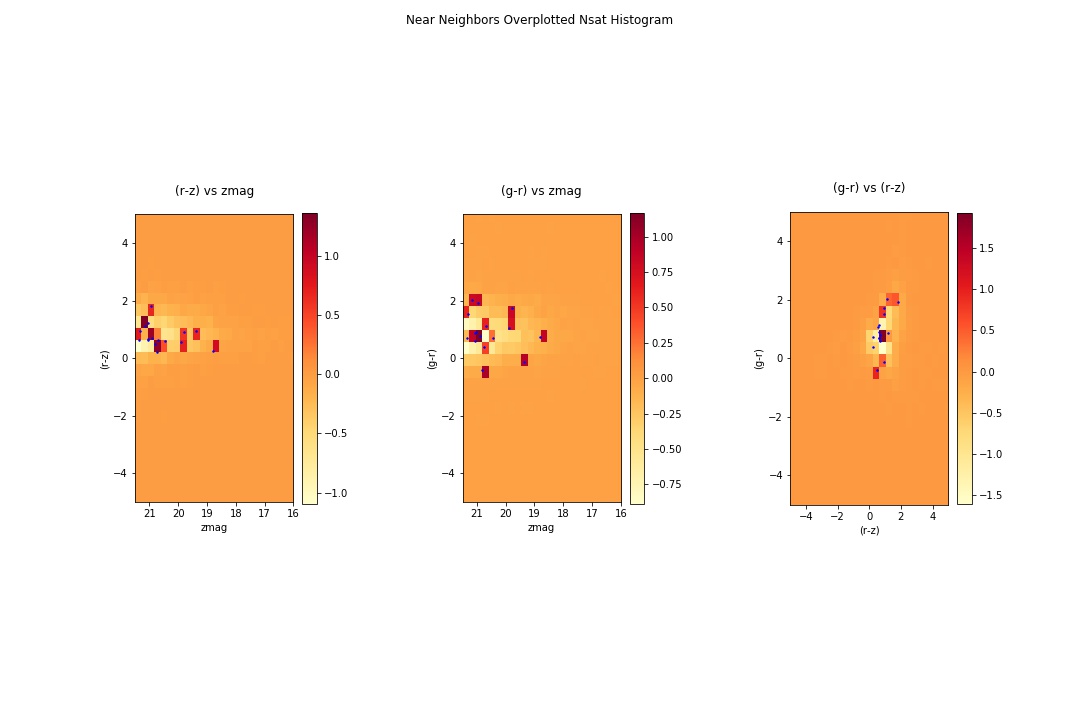 Near Neighbors Overplotted Nsat Histogram
(r-z) vs zmag
(g-r) vs zmag
(g-r) vs (r-z)
4
2
0
−2
−4
(r-z)
21 20 19 18 17 16
zmag
1.0
0.5
0.0
−0.5
−1.0
4
2
0
−2
−4
(g-r)
21 20 19 18 17 16
zmag
1.00
0.75
0.50
0.25
0.00
−0.25
−0.50
−0.75
4
2
0
−2
−4
(g-r)
−4 −2 0 2 4
(r-z)
1.5
1.0
0.5
0.0
−0.5
−1.0
−1.5